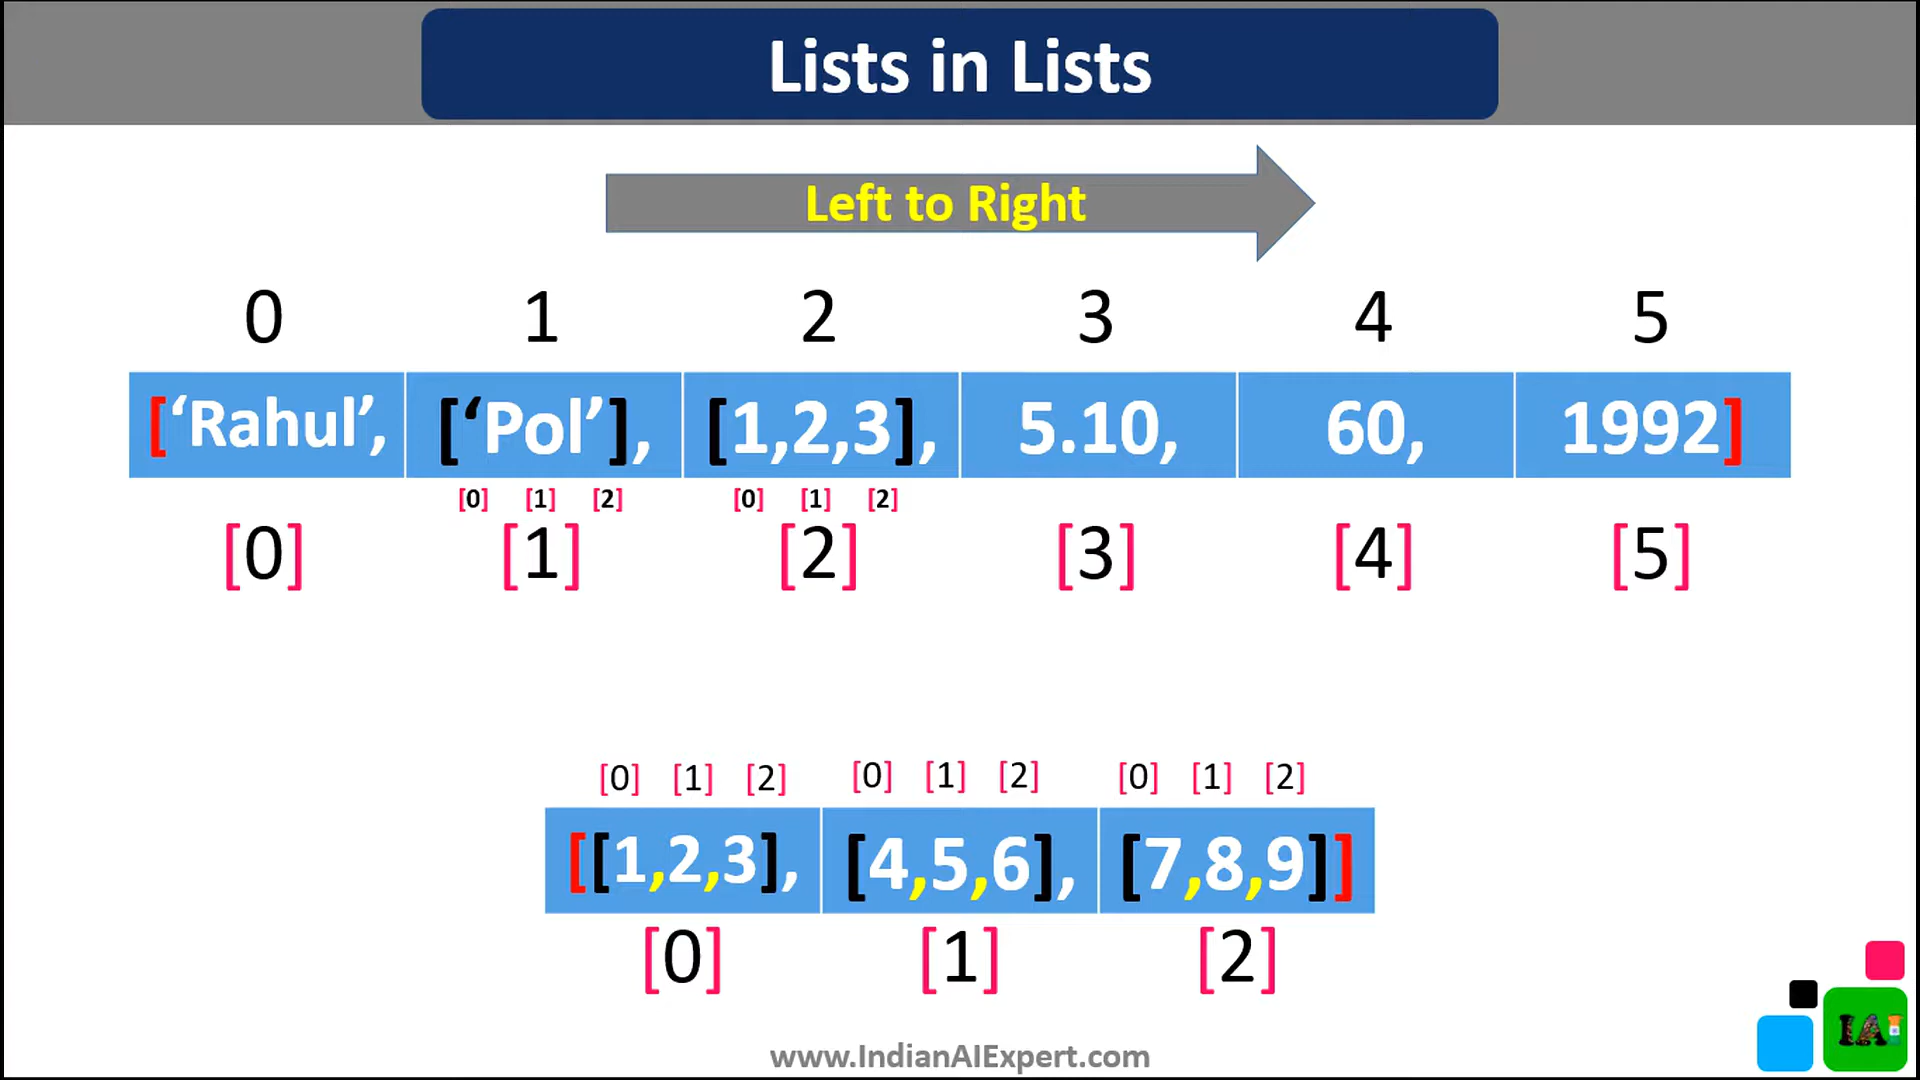 Lists in Lists
Left to Right
0 1 2 3 4 5
[‘Rahul’, [‘Pol’], [1,2,3], 5.10, 60, 1992]
[0] [1] [2] [0] [1] [2]
[0] [1] [2] [3] [4] [5]
[0] [1] [2] [0] [1] [2] [0] [1] [2]
[[1,2,3], [4,5,6], [7,8,9]]
[0] [1] [2]
IAI
www.IndianAIExpert.com